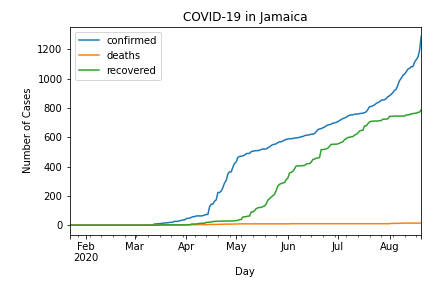 COVID-19 in Jamaica
confirmed
deaths
recovered
Number of Cases
1200
1000
800
600
400
200
0
Feb
2020
Mar
Apr
May
Jun
Jul
Aug
Day